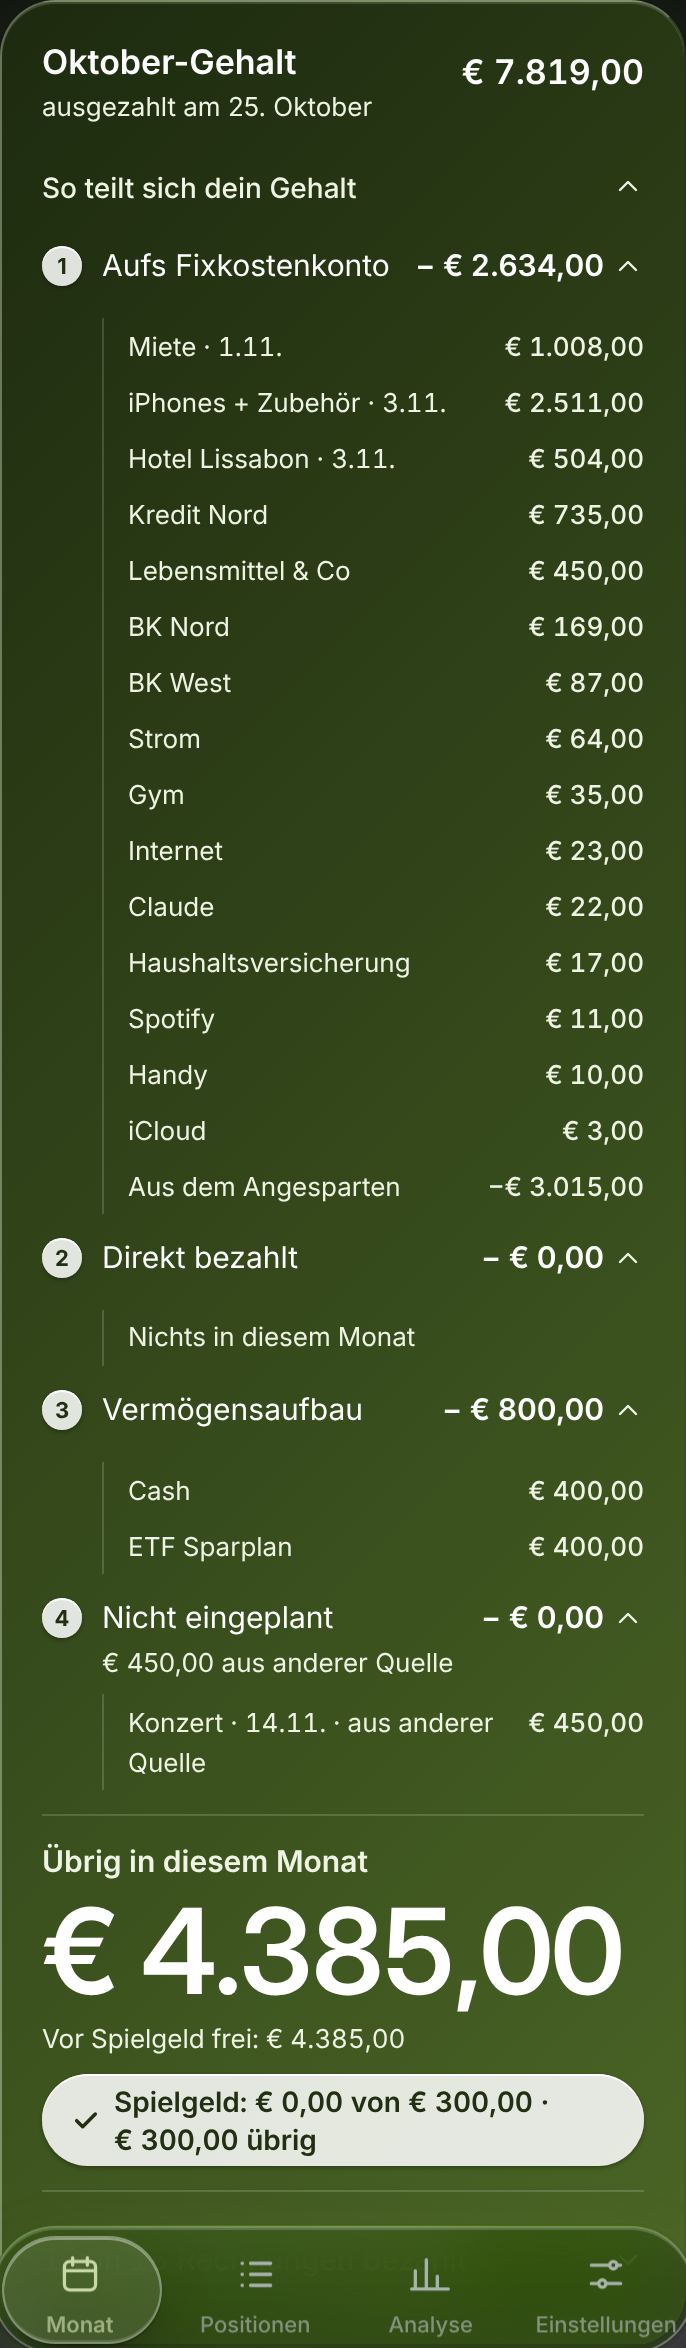 Oktober-Gehalt
€ 7.819,00
ausgezahlt am 25. Oktober
So teilt sich dein Gehalt
1 Aufs Fixkostenkonto – € 2.634,00
Miete · 1.11. € 1.008,00
iPhones + Zubehör · 3.11. € 2.511,00
Hotel Lissabon · 3.11. € 504,00
Kredit Nord € 735,00
Lebensmittel & Co € 450,00
BK Nord € 169,00
BK West € 87,00
Strom € 64,00
Gym € 35,00
Internet € 23,00
Claude € 22,00
Haushaltsversicherung € 17,00
Spotify € 11,00
Handy € 10,00
iCloud € 3,00
Aus dem Angesparten −€ 3.015,00
2 Direkt bezahlt – € 0,00
Nichts in diesem Monat
3 Vermögensaufbau – € 800,00
Cash € 400,00
ETF Sparplan € 400,00
4 Nicht eingeplant – € 0,00
€ 450,00 aus anderer Quelle
Konzert · 14.11. · aus anderer € 450,00
Quelle
Übrig in diesem Monat
€ 4.385,00
Vor Spielgeld frei: € 4.385,00
Spielgeld: € 0,00 von € 300,00 ·
€ 300,00 übrig
Monat
Positionen
Analyse
Einstellungen